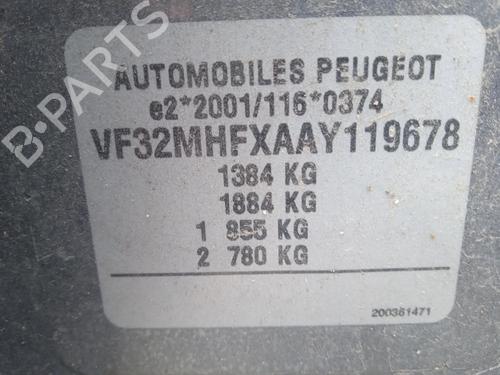 B-PARTS
AUTOMOBILES PEUGEOT
e2*2001/116*0374
VF32MHFXAAY119678
1384 KG
1884 KG
1 855 KG
2 780 KG
200361471